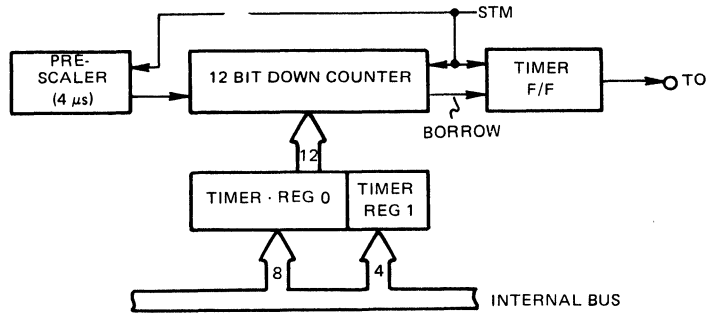 STM
PRE-
SCALER
(4 μs)
12 BIT DOWN COUNTER
TIMER
F/F
TO
BORROW
12
TIMER · REG 0
TIMER
REG 1
8
4
INTERNAL BUS